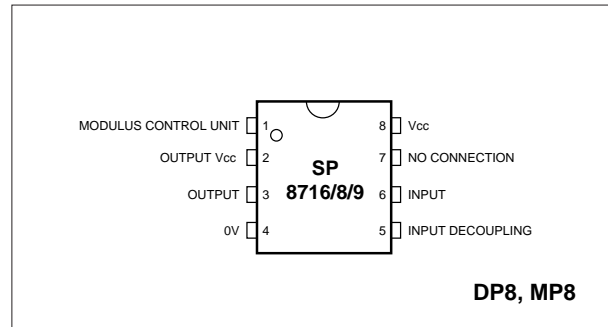 MODULUS CONTROL UNIT 1 8 Vcc
OUTPUT Vcc 2 7 NO CONNECTION
SP
8716/8/9
OUTPUT 3 6 INPUT
0V 4 5 INPUT DECOUPLING
DP8, MP8